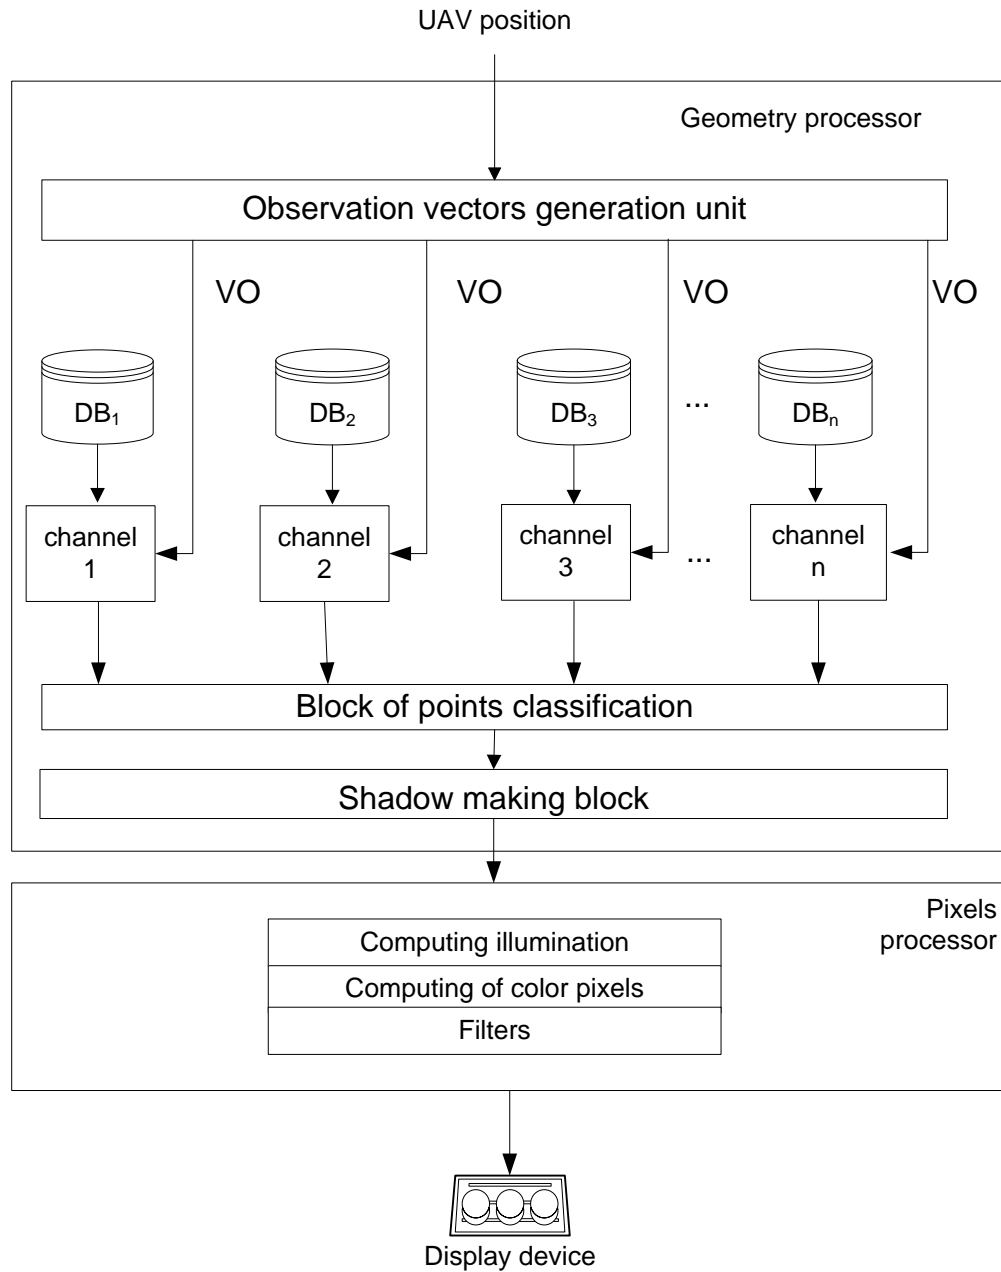 UAV position
Geometry processor
Observation vectors generation unit
VO VO VO VO
DB₁ DB₂ DB₃ ... DBₙ
channel 1
channel 2
channel 3
...
channel n
Block of points classification
Shadow making block
Pixels
processor
Computing illumination
Computing of color pixels
Filters
Display device